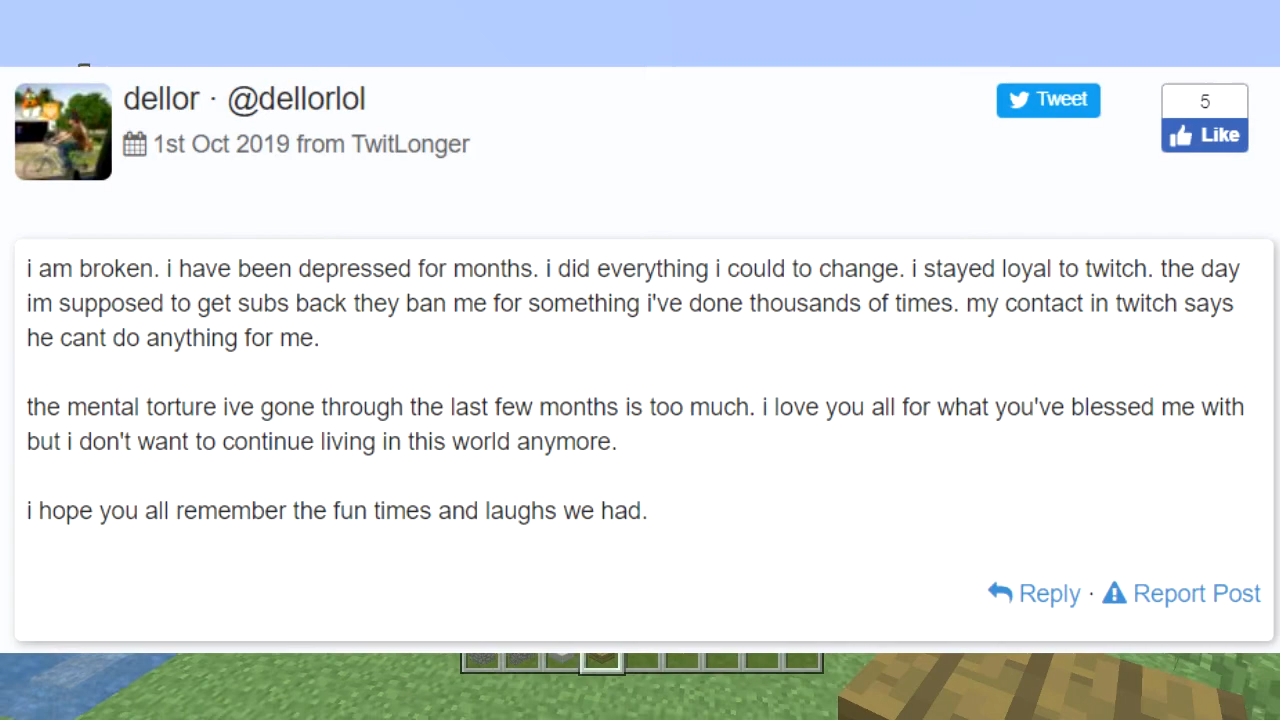 dellor · @dellorlol
1st Oct 2019 from TwitLonger
Tweet
5
Like
i am broken. i have been depressed for months. i did everything i could to change. i stayed loyal to twitch. the day
im supposed to get subs back they ban me for something i've done thousands of times. my contact in twitch says
he cant do anything for me.
the mental torture ive gone through the last few months is too much. i love you all for what you've blessed me with
but i don't want to continue living in this world anymore.
i hope you all remember the fun times and laughs we had.
Reply · Report Post